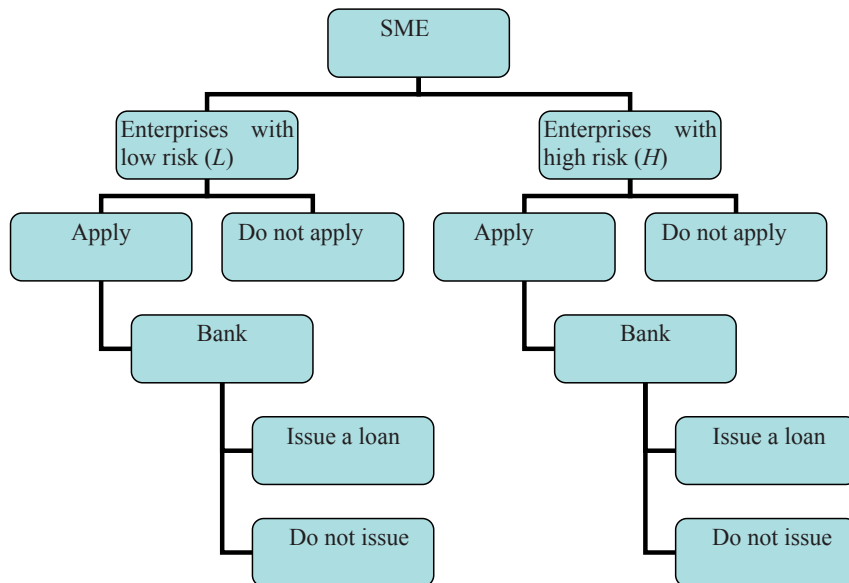 SME
Enterprises with
low risk (L)
Enterprises with
high risk (H)
Apply
Do not apply
Apply
Do not apply
Bank
Bank
Issue a loan
Issue a loan
Do not issue
Do not issue